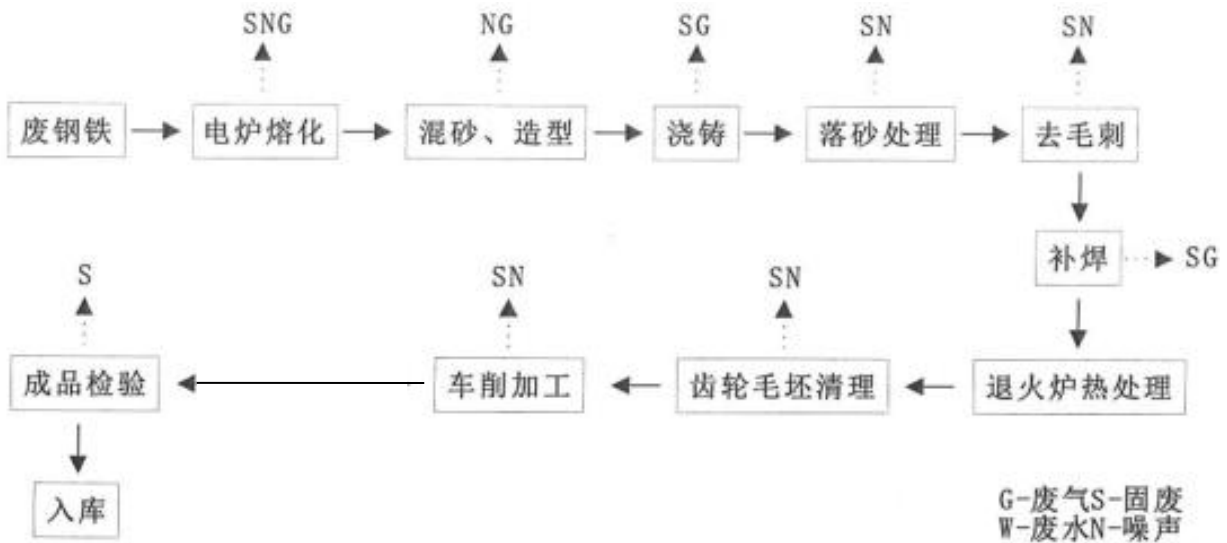 SNG NG SG SN SN
废钢铁 电炉熔化 混砂、造型 浇铸 落砂处理 去毛刺
补焊 SG
S SN SN
成品检验 车削加工 齿轮毛坯清理 退火炉热处理
入库
G-废气S-固废
W-废水N-噪声